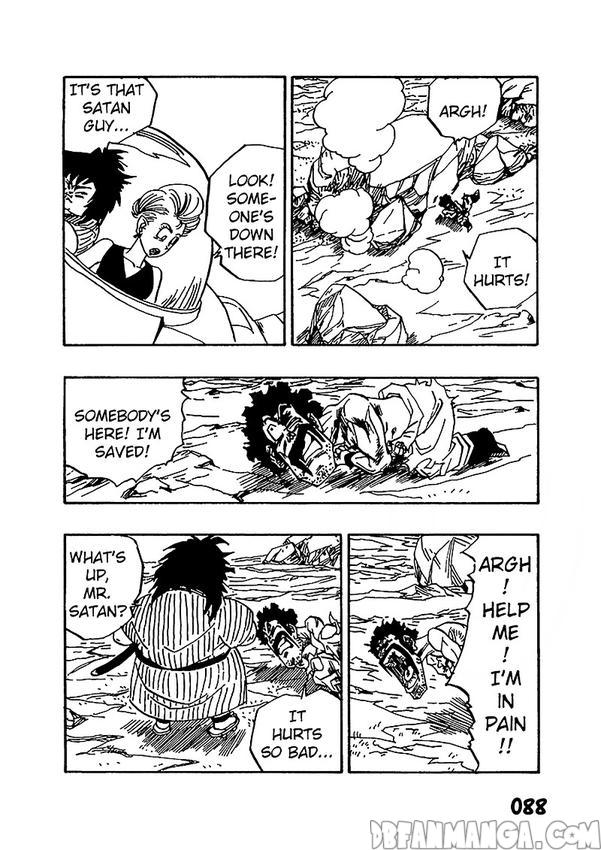 ARGH!
IT
HURTS!
LOOK!
SOME-
ONE'S
DOWN
THERE!
IT'S THAT
SATAN
GUY...
SOMEBODY'S
HERE! I'M
SAVED!
ARGH
!
HELP
ME
!
I'M
IN
PAIN
!!
WHAT'S
UP,
MR.
SATAN?
IT
HURTS
SO BAD...
088
DBFANMANGA.COM